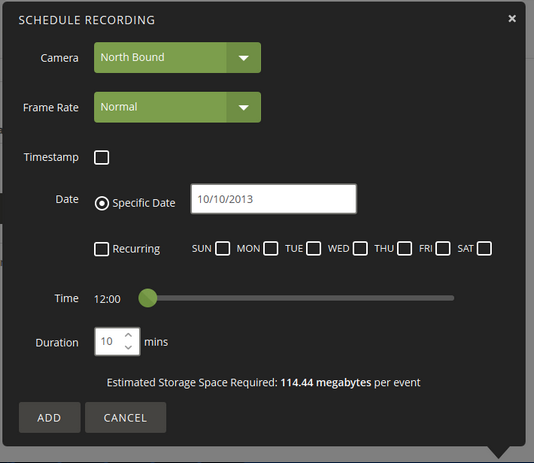 SCHEDULE RECORDING ×
Camera North Bound
Frame Rate Normal
Timestamp
Date Specific Date 10/10/2013
Recurring SUN MON TUE WED THU FRI SAT
Time 12:00
Duration 10 mins
Estimated Storage Space Required: 114.44 megabytes per event
ADD CANCEL